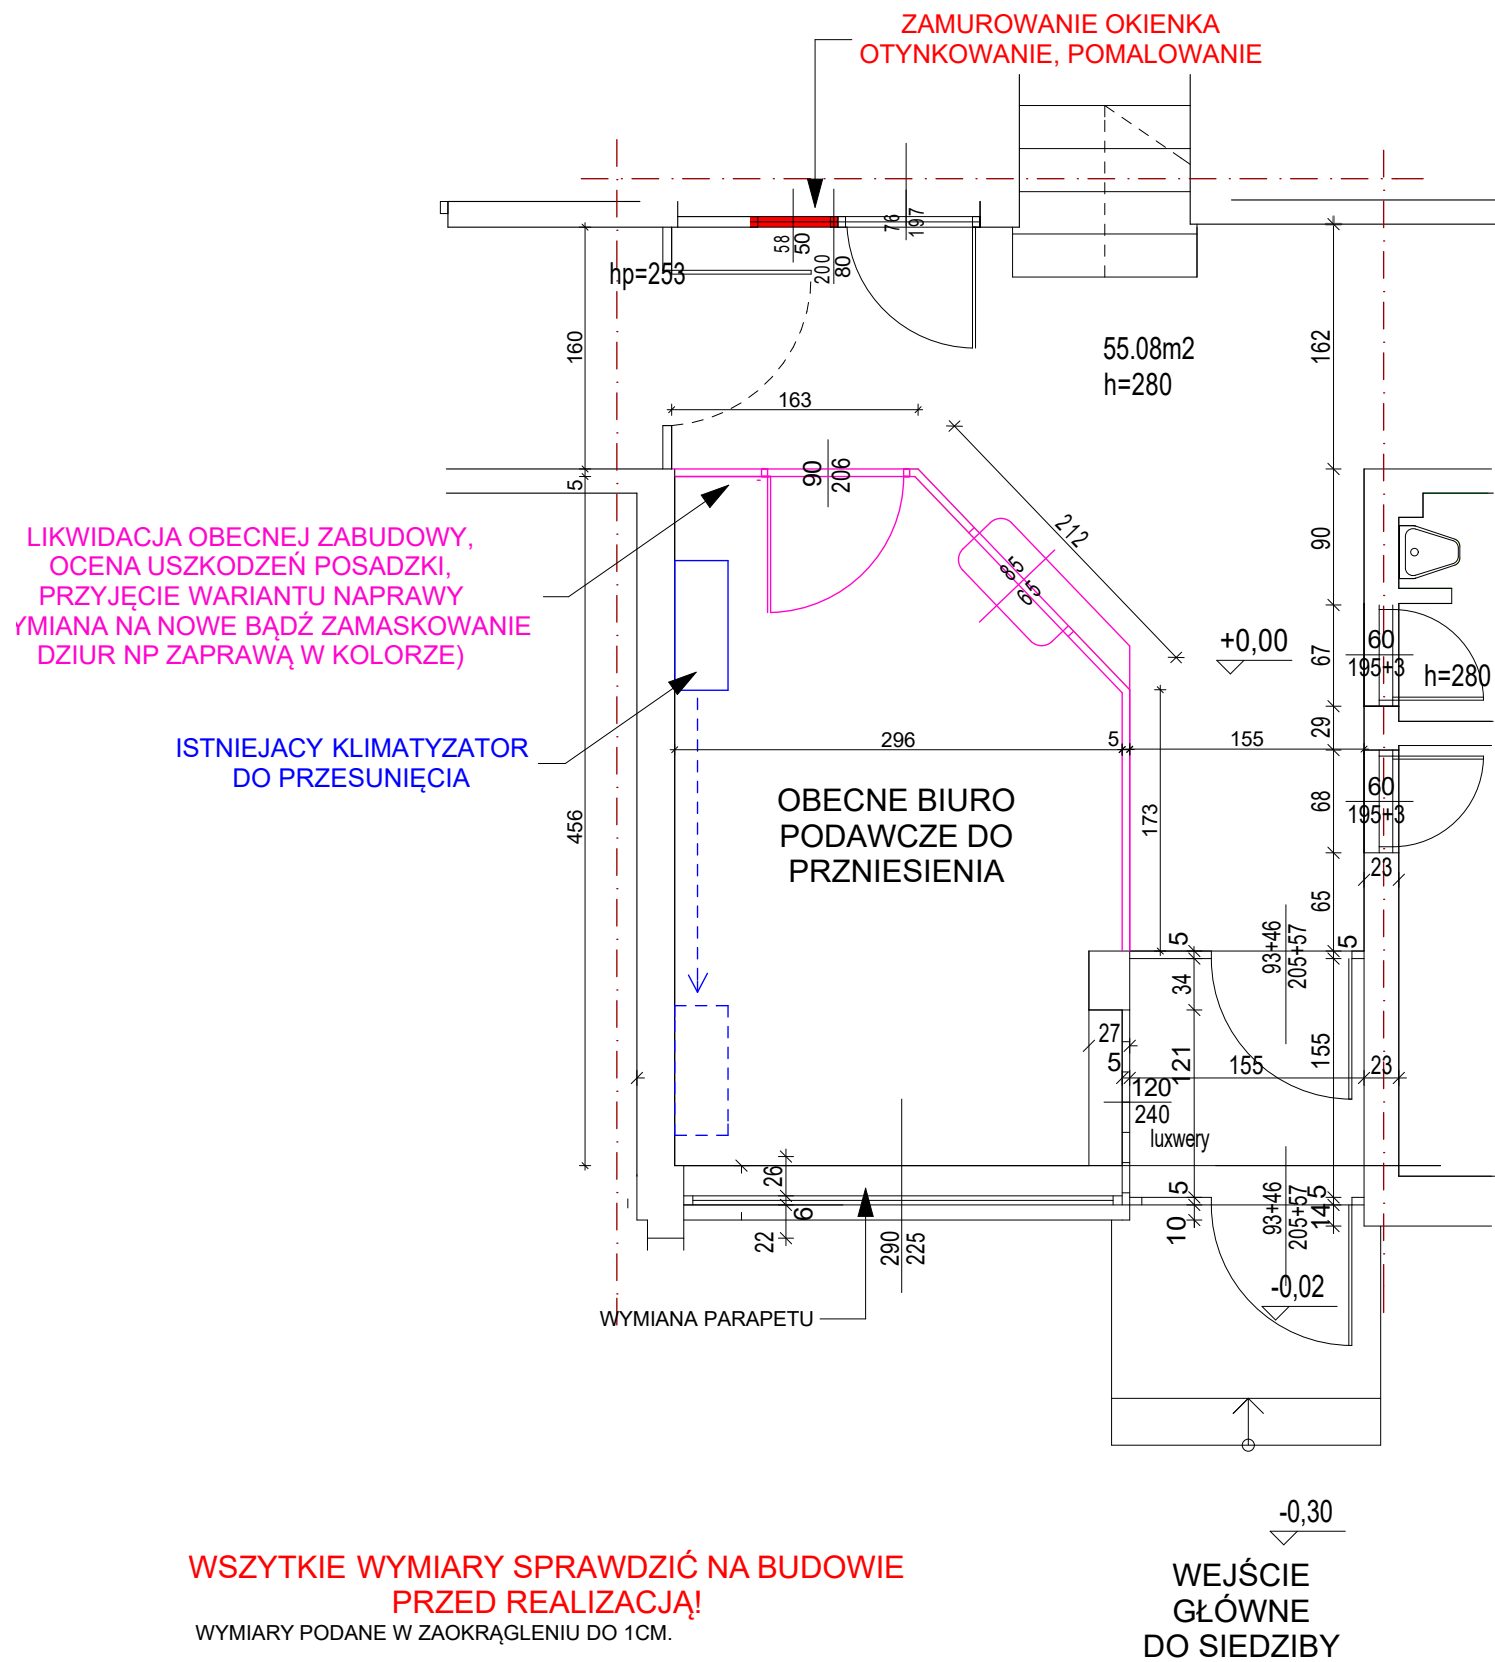 ZAMUROWANIE OKIENKA
OTYNKOWANIE, POMALOWANIE
76
197
58
50
200
80
hp=253
160
162
55.08m2
h=280
163
90
206
5
212
85
65
90
LIKWIDACJA OBECNEJ ZABUDOWY,
OCENA USZKODZEŃ POSADZKI,
PRZYJĘCIE WARIANTU NAPRAWY
YMIANA NA NOWE BĄDŹ ZAMASKOWANIE
DZIUR NP ZAPRAWĄ W KOLORZE)
+0,00
67
60
195+3
h=280
29
ISTNIEJACY KLIMATYZATOR
DO PRZESUNIĘCIA
296
5
155
OBECNE BIURO
PODAWCZE DO
PRZNIESIENIA
456
173
68
60
195+3
23
65
5
34
93+46
205+57
5
27
5
121
155
155
23
120
240
luxwery
26
6
22
290
225
5
10
93+46
205+57
5
14
-0,02
WYMIANA PARAPETU
-0,30
WSZYTKIE WYMIARY SPRAWDZIĆ NA BUDOWIE
PRZED REALIZACJĄ!
WYMIARY PODANE W ZAOKRĄGLENIU DO 1CM.
WEJŚCIE
GŁÓWNE
DO SIEDZIBY